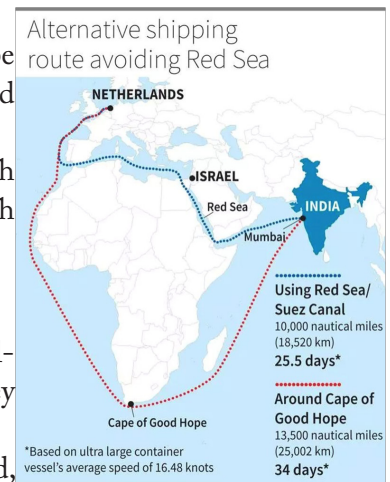 Alternative shipping
route avoiding Red Sea
NETHERLANDS
ISRAEL
Red Sea
INDIA
Mumbai
Using Red Sea/
Suez Canal
10,000 nautical miles
(18,520 km)
25.5 days*
Around Cape of
Good Hope
13,500 nautical miles
(25,002 km)
34 days*
Cape of Good Hope
*Based on ultra large container
vessel's average speed of 16.48 knots